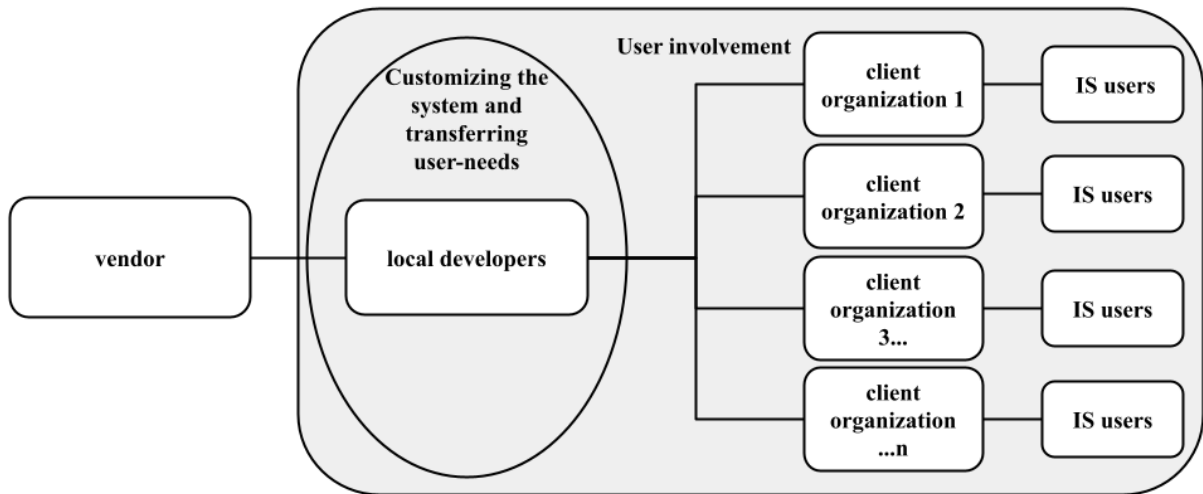 User involvement
Customizing the
system and
transferring
user-needs
vendor
local developers
client
organization 1
IS users
client
organization 2
IS users
client
organization
3...
IS users
client
organization
...n
IS users